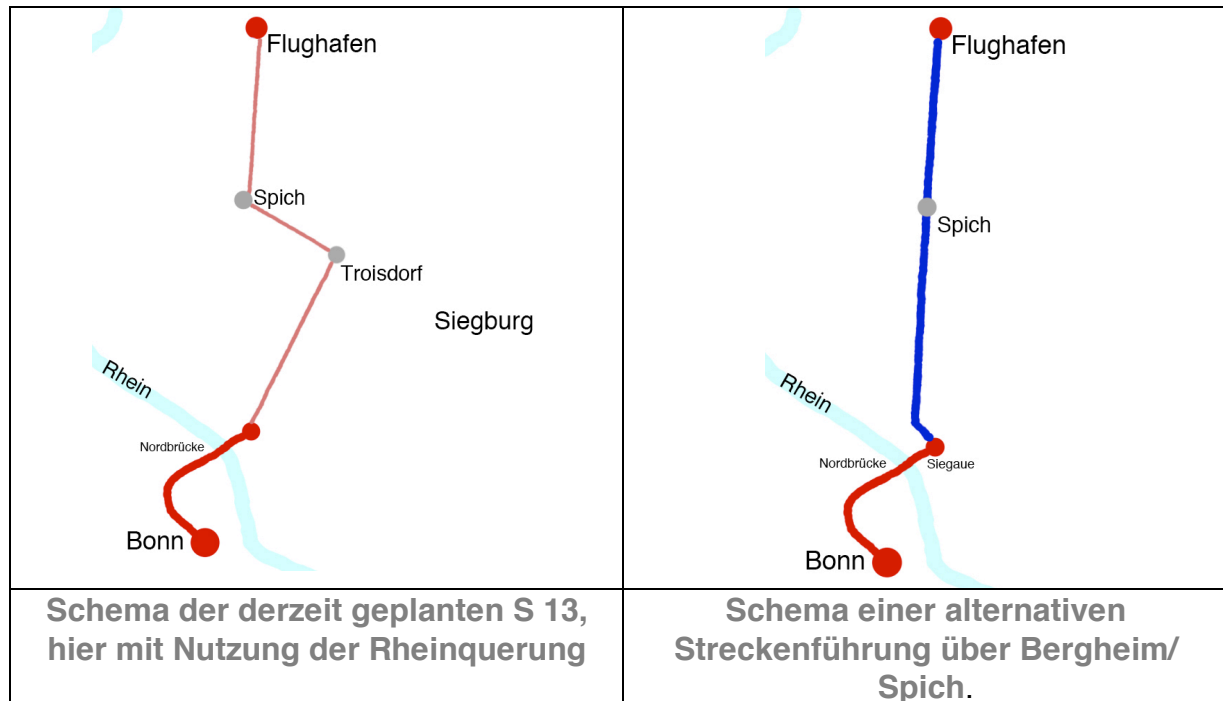 Flughafen
Spich
Troisdorf
Siegburg
Rhein
Nordbrücke
Bonn
Schema der derzeit geplanten S 13,
hier mit Nutzung der Rheinquerung
Flughafen
Spich
Rhein
Nordbrücke
Siegaue
Bonn
Schema einer alternativen
Streckenführung über Bergheim/
Spich.